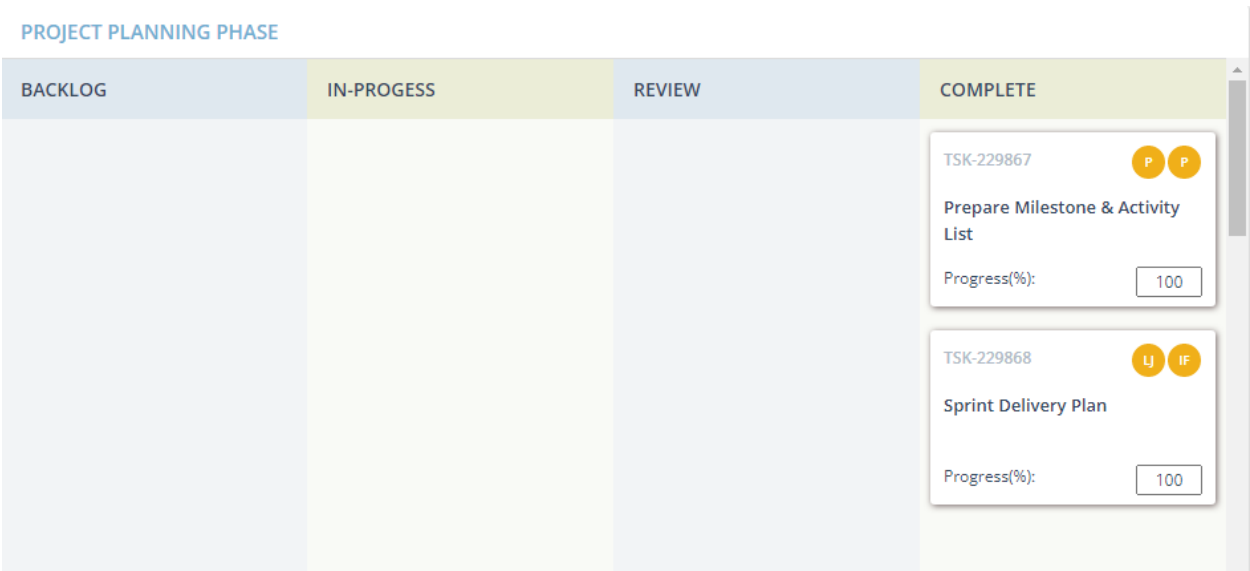 PROJECT PLANNING PHASE
BACKLOG
IN-PROGESS
REVIEW
COMPLETE
TSK-229867
P
P
Prepare Milestone & Activity
List
Progress(%):
100
TSK-229868
LJ
IF
Sprint Delivery Plan
Progress(%):
100